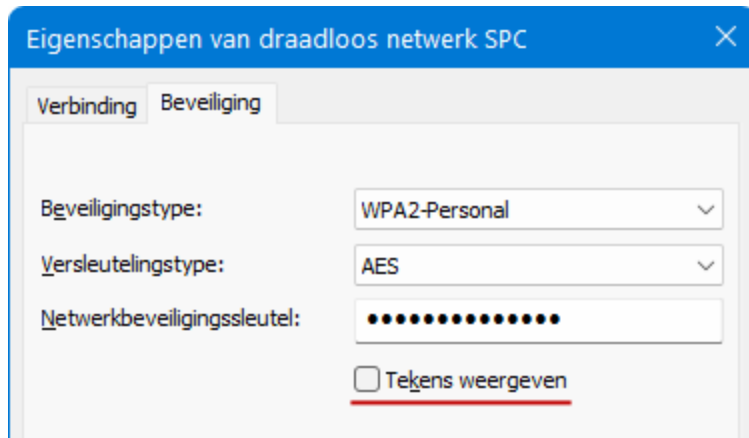 Eigenschappen van draadloos netwerk SPC
Verbinding Beveiliging
Beveiligingstype: WPA2-Personal
Versleutelingstype: AES
Netwerkbeveiligingssleutel: ••••••••••••••
Tekens weergeven